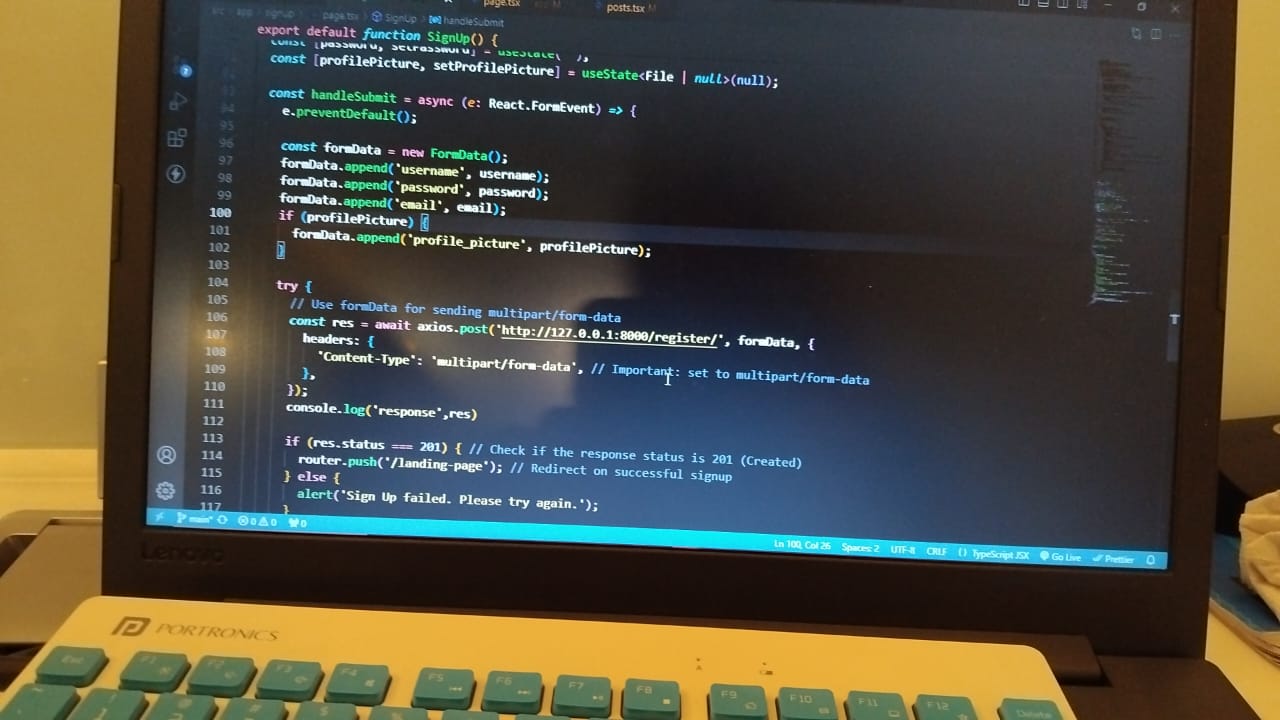 page.tsx
posts.tsx M
src > app > signup > page.tsx > SignUp > handleSubmit
export default function SignUp() {
const [profilePicture, setProfilePicture] = useState<File | null>(null);
93 const handleSubmit = async (e: React.FormEvent) => {
94 e.preventDefault();
95
96 const formData = new FormData();
97 formData.append('username', username);
98 formData.append('password', password);
99 formData.append('email', email);
100 if (profilePicture) {
101 formData.append('profile_picture', profilePicture);
102 }
103
104 try {
105 // Use formData for sending multipart/form-data
106 const res = await axios.post('http://127.0.0.1:8000/register/', formData, {
107 headers: {
108 'Content-Type': 'multipart/form-data', // Important: set to multipart/form-data
109 },
110 });
111 console.log('response',res)
112
113 if (res.status === 201) { // Check if the response status is 201 (Created)
114 router.push('/landing-page'); // Redirect on successful signup
115 } else {
116 alert('Sign Up failed. Please try again.');
117 }
main* 0 0 0 Ln 100, Col 26 Spaces: 2 UTF-8 CRLF {} TypeScript JSX Go Live Prettier
Lenovo
PORTRONICS
Esc F1 F2 F3 F4 F5 F6 F7 F8 F9 F10 F11 F12 Delete